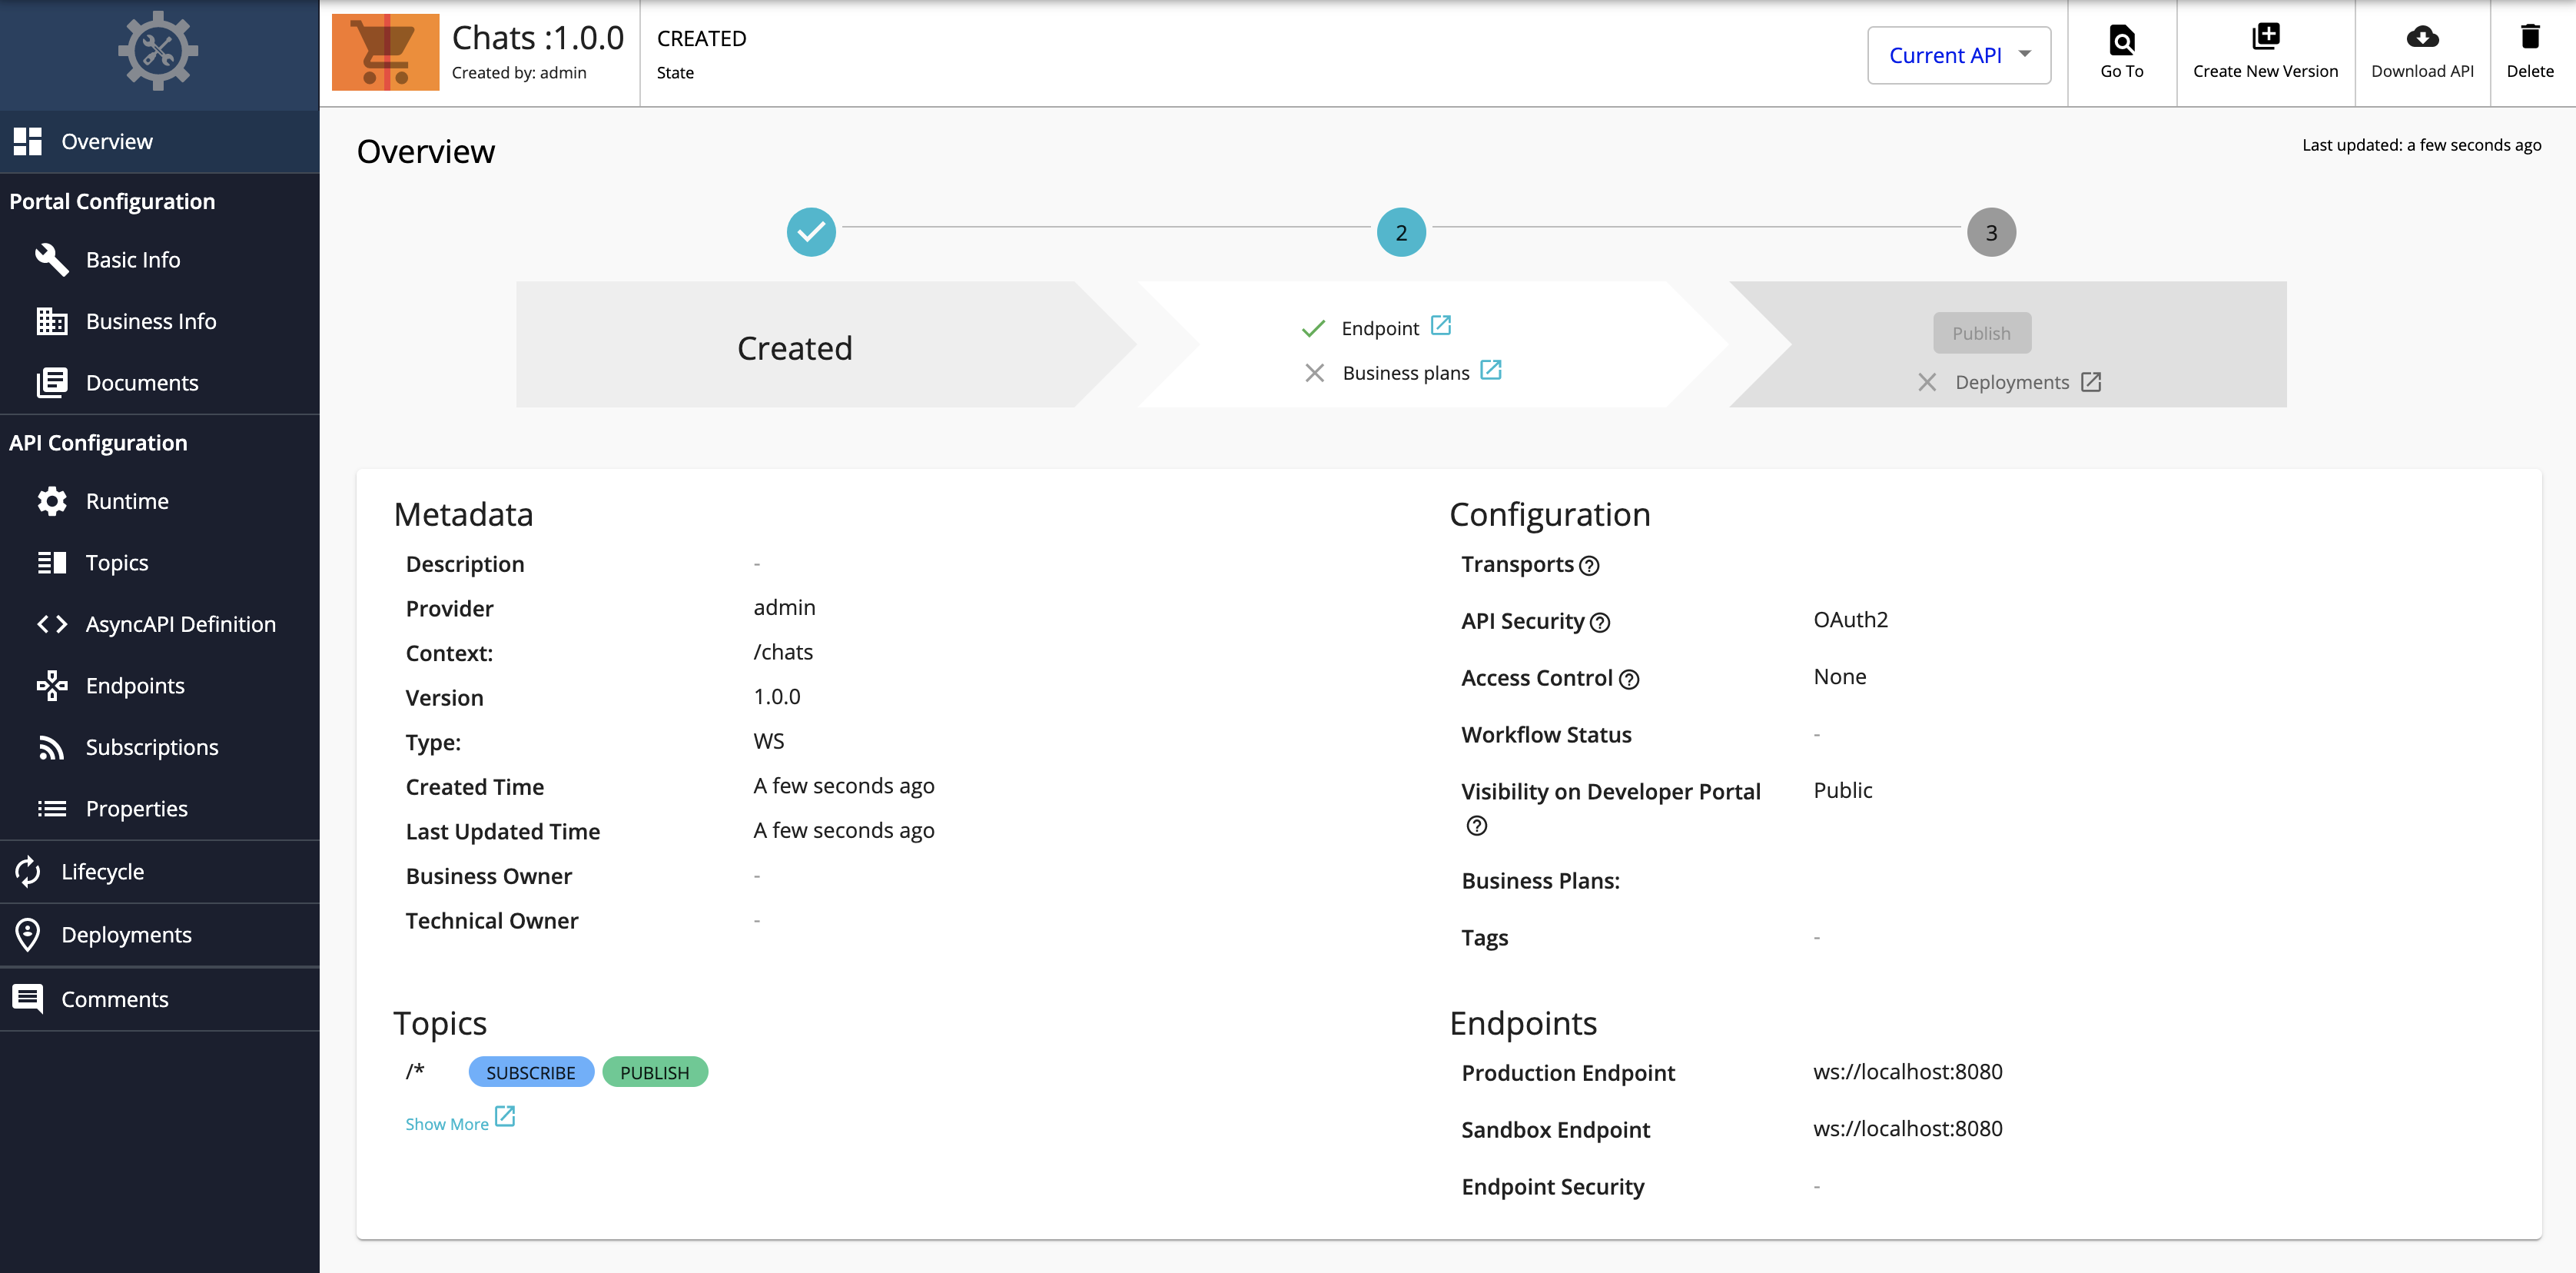 Chats :1.0.0
Created by: admin
CREATED
State
Current API
Go To
Create New Version
Download API
Delete
Overview
Portal Configuration
Basic Info
Business Info
Documents
API Configuration
Runtime
Topics
AsyncAPI Definition
Endpoints
Subscriptions
Properties
Lifecycle
Deployments
Comments
Overview
Last updated: a few seconds ago
2
3
Created
Endpoint
Business plans
Publish
Deployments
Metadata
Description -
Provider admin
Context: /chats
Version 1.0.0
Type: WS
Created Time A few seconds ago
Last Updated Time A few seconds ago
Business Owner -
Technical Owner -
Configuration
Transports
API Security OAuth2
Access Control None
Workflow Status -
Visibility on Developer Portal Public
Business Plans:
Tags -
Topics
/* SUBSCRIBE PUBLISH
Show More
Endpoints
Production Endpoint ws://localhost:8080
Sandbox Endpoint ws://localhost:8080
Endpoint Security -